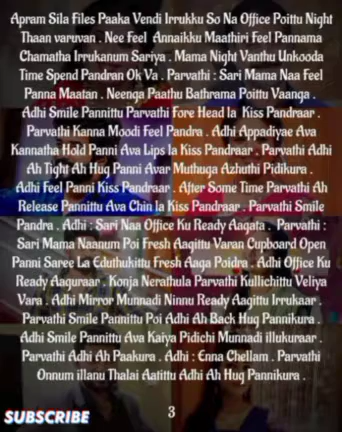 Apram Sila Files Paaka Vendi Irrukku So Na Office Poittu Night
Thaan varuvan . Nee Feel  Annaikku Maathiri Feel Pannama
Chamatha Irrukanum Sariya . Mama Night Vanthu Unkooda
Time Spend Pandran Ok Va . Parvathi : Sari Mama Naa Feel
Panna Maatan . Neenga Paathu Bathrama Poittu Vaanga .
Adhi Smile Pannittu Parvathi Fore Head la  Kiss Pandraar .
Parvathi Kanna Moodi Feel Pandra . Adhi Appadiyae Ava
Kannatha Hold Panni Ava Lips la Kiss Pandraar . Parvathi Adhi
Ah Tight Ah Hug Panni Avar Muthuga Azhuthi Pidikura .
Adhi Feel Panni Kiss Pandraar . After Some Time Parvathi Ah
Release Pannittu Ava Chin la Kiss Pandraar . Parvathi Smile
Pandra . Adhi : Sari Naa Office Ku Ready Aagata . Parvathi :
Sari Mama Naanum Poi Fresh Aagittu Varan Cupboard Open
Panni Saree La Eduthukittu Fresh Aaga Poidra . Adhi Office Ku
Ready Aaguraar . Konja Nerathula Parvathi Kullichittu Veliya
Vara . Adhi Mirror Munnadi Ninnu Ready Aagittu Irrukaar .
Parvathi Smile Pannittu Poi Adhi Ah Back Hug Pannikura .
Adhi Smile Pannittu Ava Kaiya Pidichi Munnadi illukuraar .
Parvathi Adhi Ah Paakura . Adhi : Enna Chellam . Parvathi
Onnum illanu Thalai Aatittu Adhi Ah Hug Pannikura .
SUBSCRIBE
3